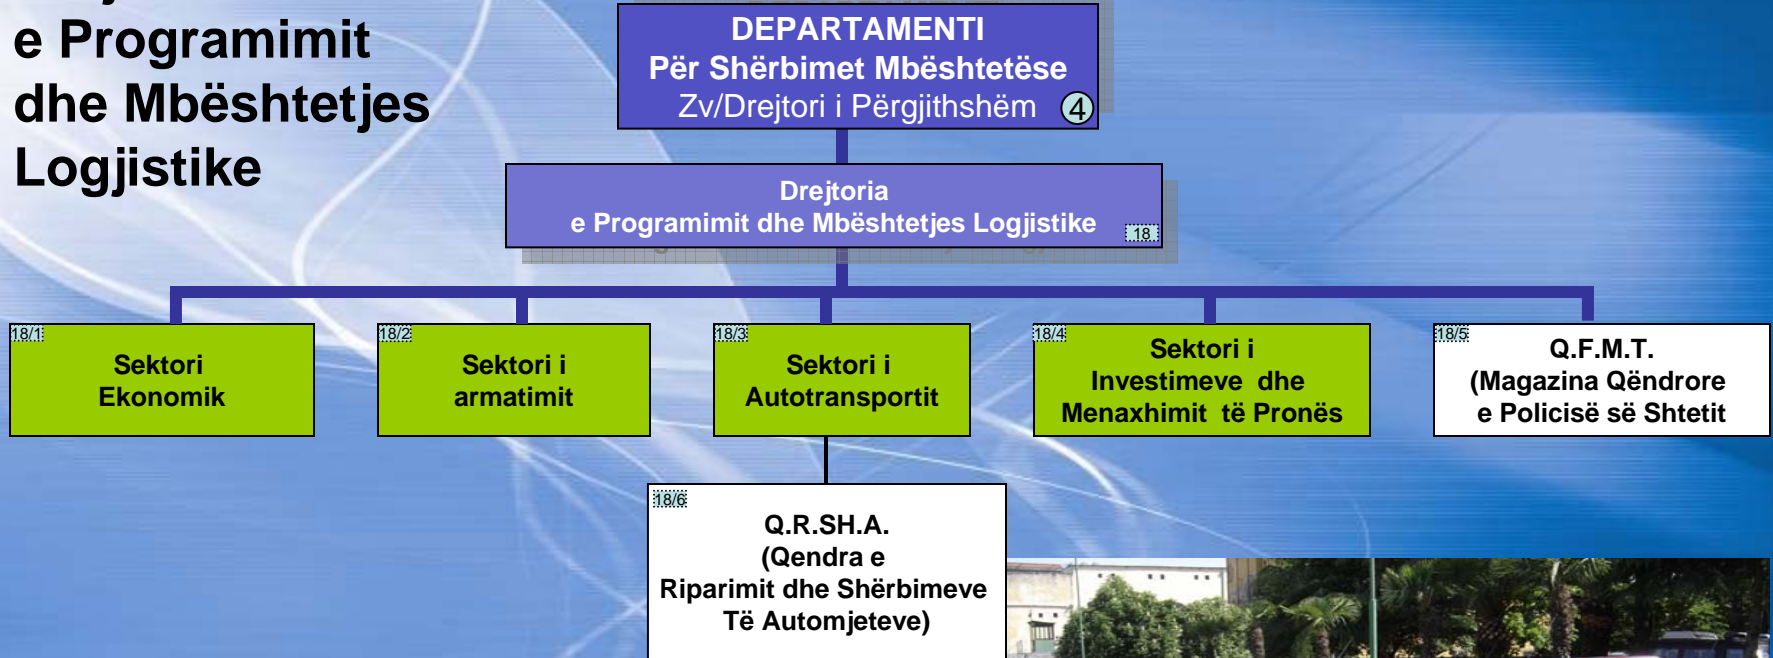 e Programimit
dhe Mbështetjes
Logjistike
DEPARTAMENTI
Për Shërbimet Mbështetëse
Zv/Drejtori i Përgjithshëm 4
Drejtoria
e Programimit dhe Mbështetjes Logjistike 18
18/1
Sektori
Ekonomik
18/2
Sektori i
armatimit
18/3
Sektori i
Autotransportit
18/4
Sektori i
Investimeve dhe
Menaxhimit të Pronës
18/5
Q.F.M.T.
(Magazina Qëndrore
e Policisë së Shtetit
18/6
Q.R.SH.A.
(Qendra e
Riparimit dhe Shërbimeve
Të Automjeteve)